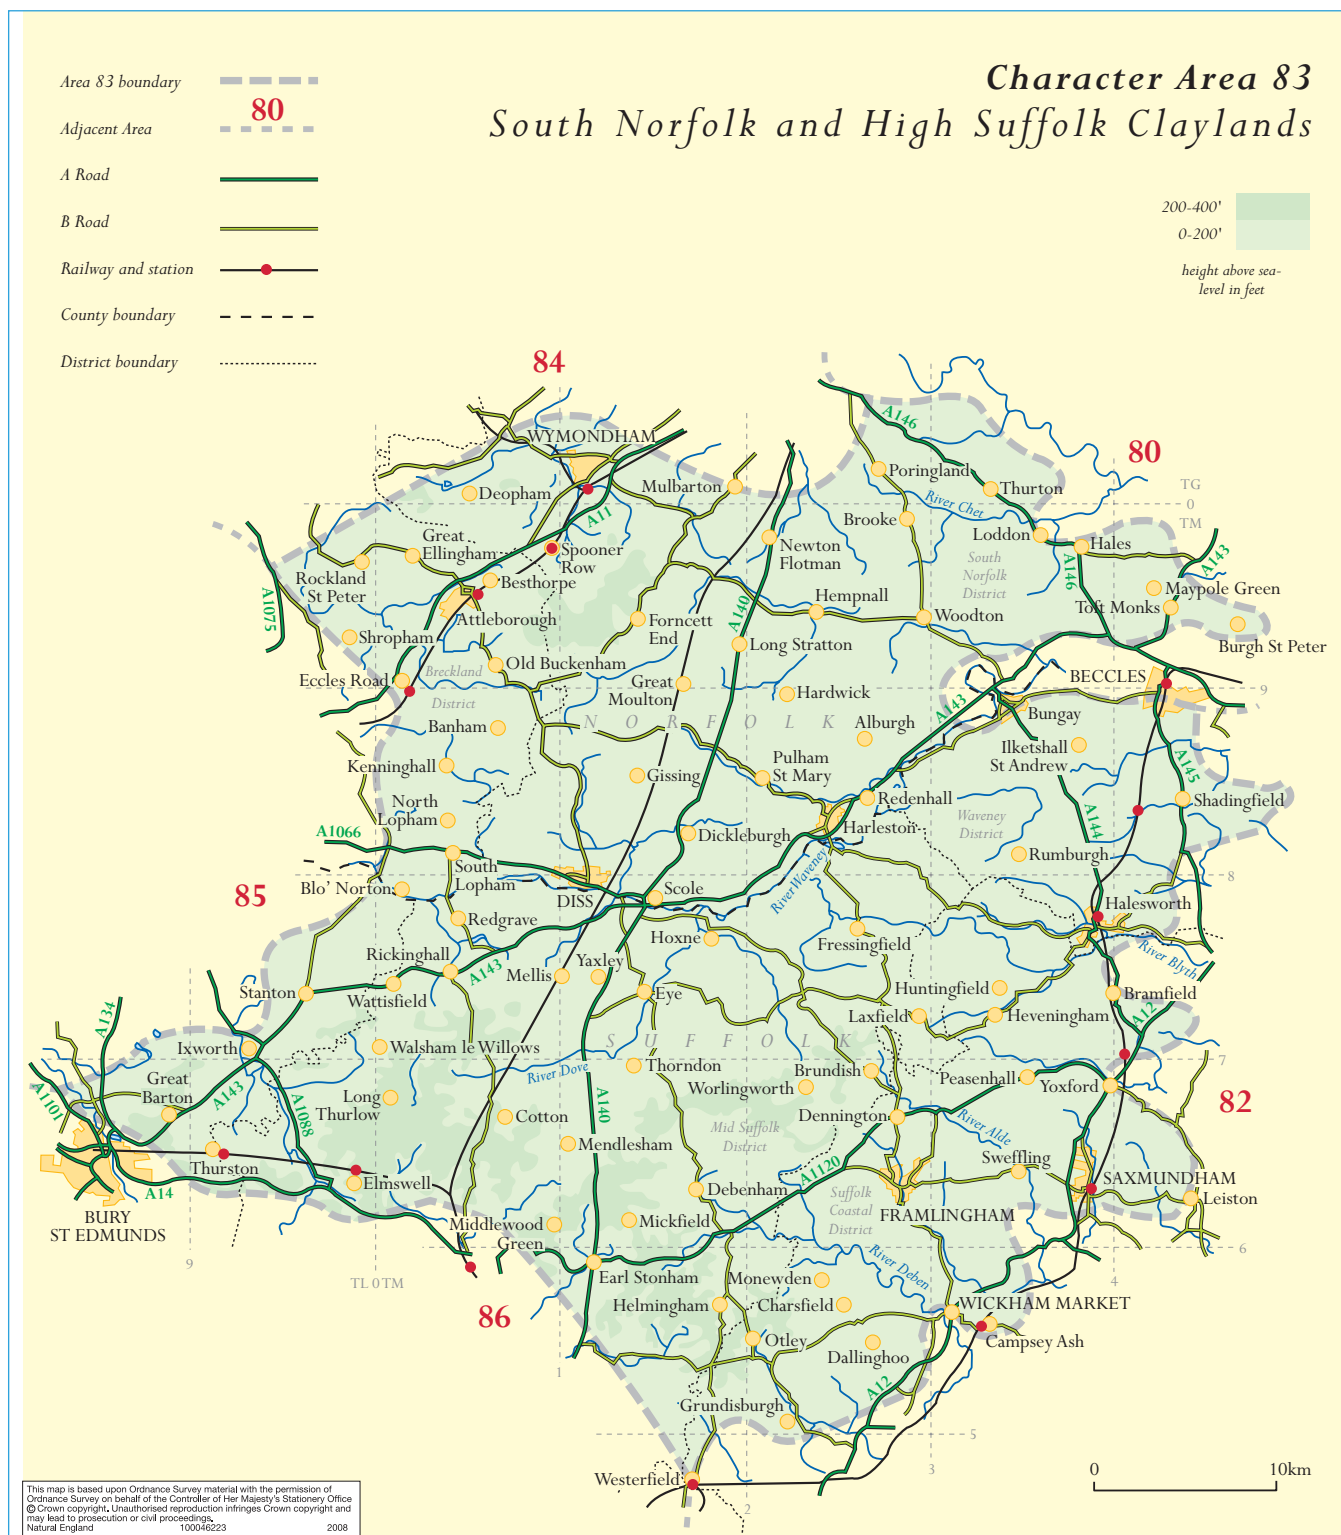 Character Area 83
South Norfolk and High Suffolk Claylands
Area 83 boundary
80
Adjacent Area
A Road
B Road
Railway and station
County boundary
District boundary
200-400'
0-200'
height above sea-
level in feet
84
80
WYMONDHAM
A146
Poringland
TG
0
TM
Deopham
Mulbarton
Thurton
River Chet
A11
Brooke
Loddon
Great
Ellingham
Spooner
Row
Newton
Flotman
Hales
South
Norfolk
District
A146
A143
Rockland
St Peter
Besthorpe
Maypole Green
A1075
Attleborough
Hempnall
Toft Monks
Forncett
End
A140
Woodton
Shropham
Long Stratton
Burgh St Peter
Old Buckenham
Breckland
District
Eccles Road
Great
Moulton
Hardwick
BECCLES
9
A143
Banham
NORFOLK
Alburgh
Bungay
Ilketshall
St Andrew
Kenninghall
Gissing
Pulham
St Mary
A145
North
Lopham
Redenhall
Shadingfield
A1066
Dickleburgh
Harleston
Waveney
District
A144
South
Lopham
Rumburgh
85
Blo' Norton
DISS
Scole
River Waveney
8
Redgrave
Halesworth
Hoxne
Fressingfield
River Blyth
Rickinghall
A143
Mellis
Yaxley
Stanton
Wattisfield
Eye
Huntingfield
Bramfield
A134
Laxfield
Heveningham
A12
Ixworth
Walsham le Willows
SUFFOLK
7
A1101
Great
Barton
A143
River Dove
Thorndon
Brundish
Peasenhall
Yoxford
Worlingworth
82
Long
Thurlow
A1088
A140
Cotton
Dennington
River Alde
Mid Suffolk
District
Mendlesham
Thurston
Elmswell
A14
A1120
Sweffling
SAXMUNDHAM
Leiston
Debenham
Suffolk
Coastal
District
BURY
ST EDMUNDS
Middlewood
Green
Mickfield
FRAMLINGHAM
9
TL 0 TM
6
River Deben
Earl Stonham
Monewden
4
86
Helmingham
Charsfield
WICKHAM MARKET
Otley
Campsey Ash
Dallinghoo
1
A12
Grundisburgh
5
Westerfield
3
2
0
10km
This map is based upon Ordnance Survey material with the permission of
Ordnance Survey on behalf of the Controller of Her Majesty's Stationery Office
© Crown copyright. Unauthorised reproduction infringes Crown copyright and
may lead to prosecution or civil proceedings.
Natural England 100046223 2008